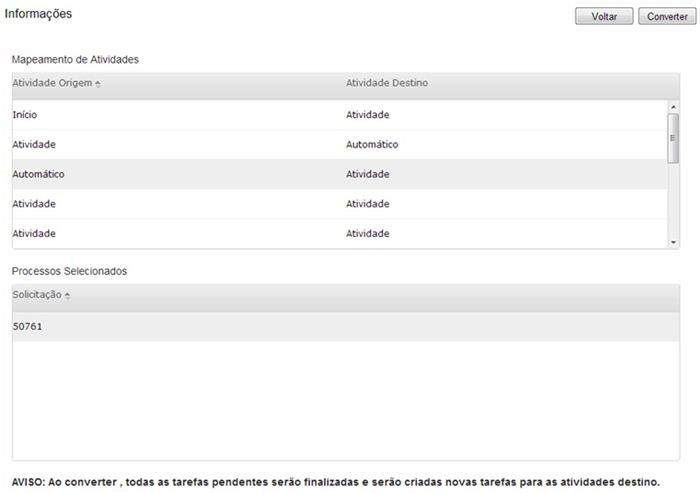 Informações
Voltar
Converter
Mapeamento de Atividades
Atividade Origem Atividade Destino
Início Atividade
Atividade Automático
Automático Atividade
Atividade Atividade
Atividade Atividade
Processos Selecionados
Solicitação
50761
AVISO: Ao converter , todas as tarefas pendentes serão finalizadas e serão criadas novas tarefas para as atividades destino.